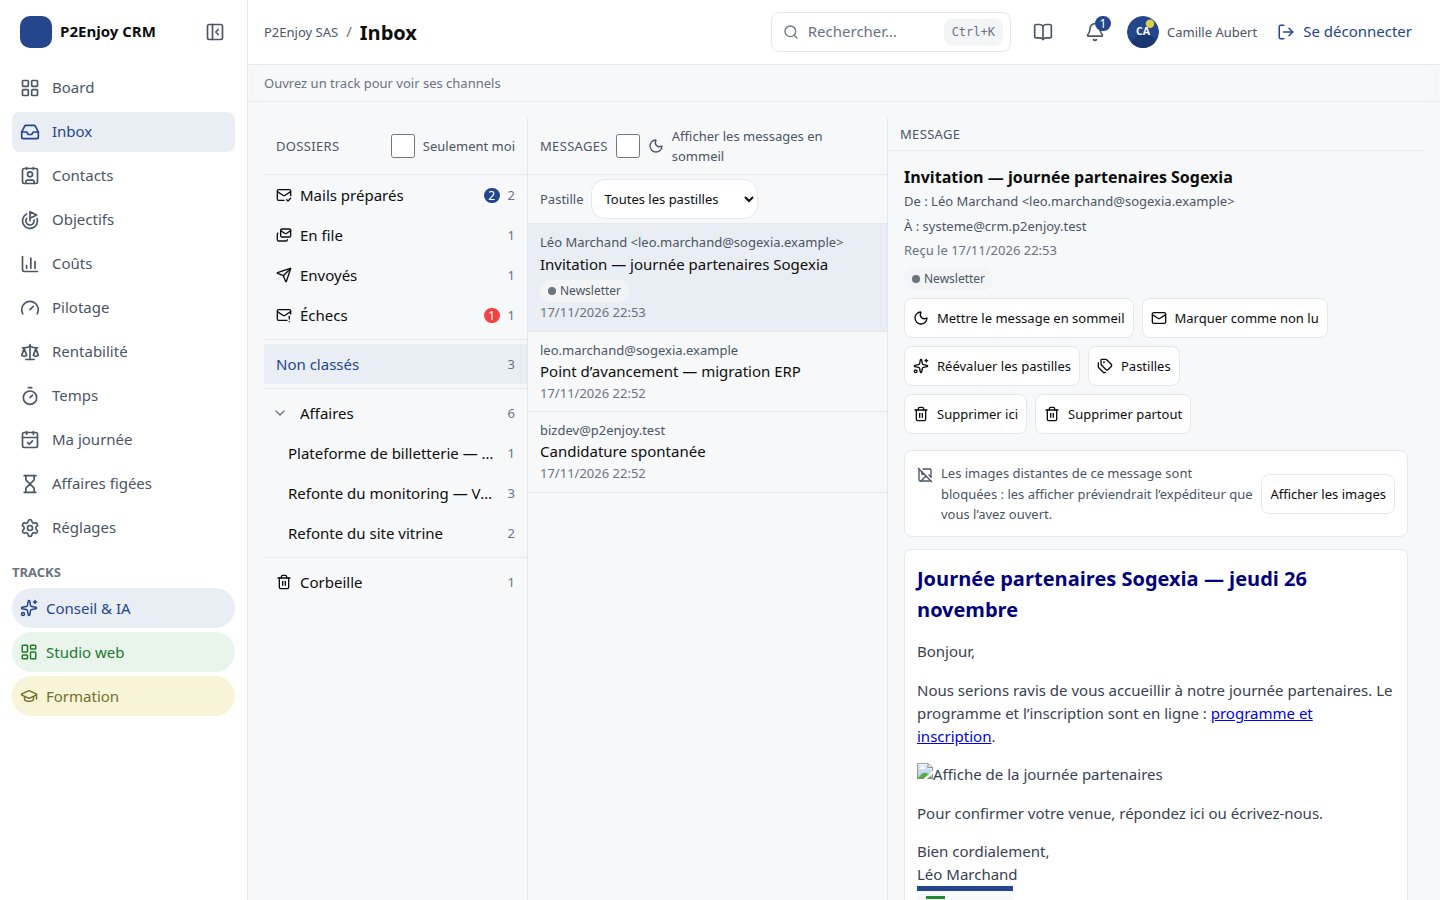 P2Enjoy CRM
Board
Inbox
Contacts
Objectifs
Coûts
Pilotage
Rentabilité
Temps
Ma journée
Affaires figées
Réglages
TRACKS
Conseil & IA
Studio web
Formation
P2Enjoy SAS / Inbox
Rechercher... Ctrl+K
1
CA
Camille Aubert
Se déconnecter
Ouvrez un track pour voir ses channels
DOSSIERS
Seulement moi
Mails préparés 2 2
En file 1
Envoyés 1
Échecs 1 1
Non classés 3
Affaires 6
Plateforme de billetterie — ... 1
Refonte du monitoring — V... 3
Refonte du site vitrine 2
Corbeille 1
MESSAGES
Afficher les messages en
sommeil
Pastille Toutes les pastilles
Léo Marchand <leo.marchand@sogexia.example>
Invitation — journée partenaires Sogexia
Newsletter
17/11/2026 22:53
leo.marchand@sogexia.example
Point d’avancement — migration ERP
17/11/2026 22:52
bizdev@p2enjoy.test
Candidature spontanée
17/11/2026 22:52
MESSAGE
Invitation — journée partenaires Sogexia
De : Léo Marchand <leo.marchand@sogexia.example>
À : systeme@crm.p2enjoy.test
Reçu le 17/11/2026 22:53
Newsletter
Mettre le message en sommeil
Marquer comme non lu
Réévaluer les pastilles
Pastilles
Supprimer ici
Supprimer partout
Les images distantes de ce message sont
bloquées : les afficher préviendrait l’expéditeur que
vous l’avez ouvert.
Afficher les images
Journée partenaires Sogexia — jeudi 26
novembre
Bonjour,
Nous serions ravis de vous accueillir à notre journée partenaires. Le
programme et l’inscription sont en ligne : programme et
inscription.
Affiche de la journée partenaires
Pour confirmer votre venue, répondez ici ou écrivez-nous.
Bien cordialement,
Léo Marchand